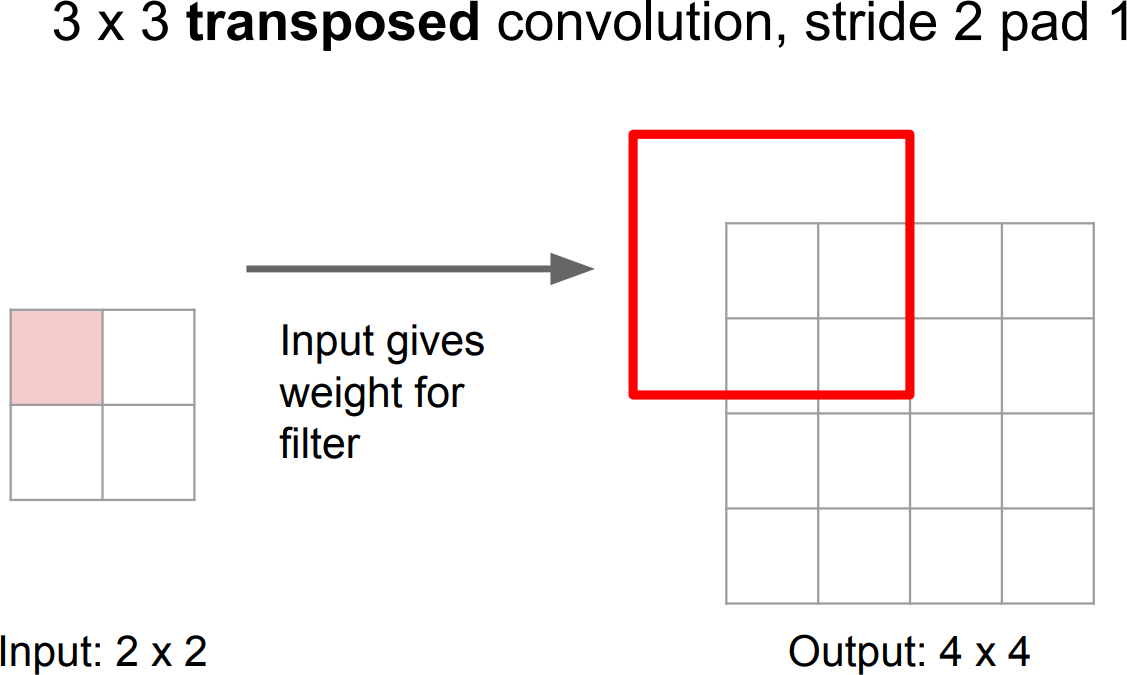 3 x 3 transposed convolution, stride 2 pad 1
Input gives
weight for
filter
Input: 2 x 2
Output: 4 x 4